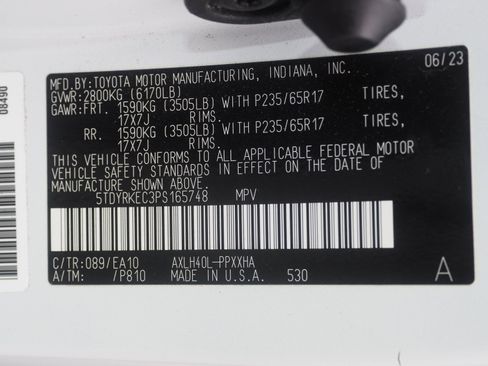 MFD.BY:TOYOTA MOTOR MANUFACTURING, INDIANA, INC. 06/23
GVWR:2800KG (6170LB)
GAWR:FRT. 1590KG (3505LB) WITH P235/65R17 TIRES,
17X7J RIMS.
RR. 1590KG (3505LB) WITH P235/65R17 TIRES,
17X7J RIMS.
THIS VEHICLE CONFORMS TO ALL APPLICABLE FEDERAL MOTOR
VEHICLE SAFETY STANDARDS IN EFFECT ON THE DATE OF
MANUFACTURE SHOWN ABOVE.
5TDYRKEC3PS165748 MPV
C/TR:089/EA10 AXLH40L-PPXXHA
A/TM: /P810 MADE IN U.S.A. 530 A
08490